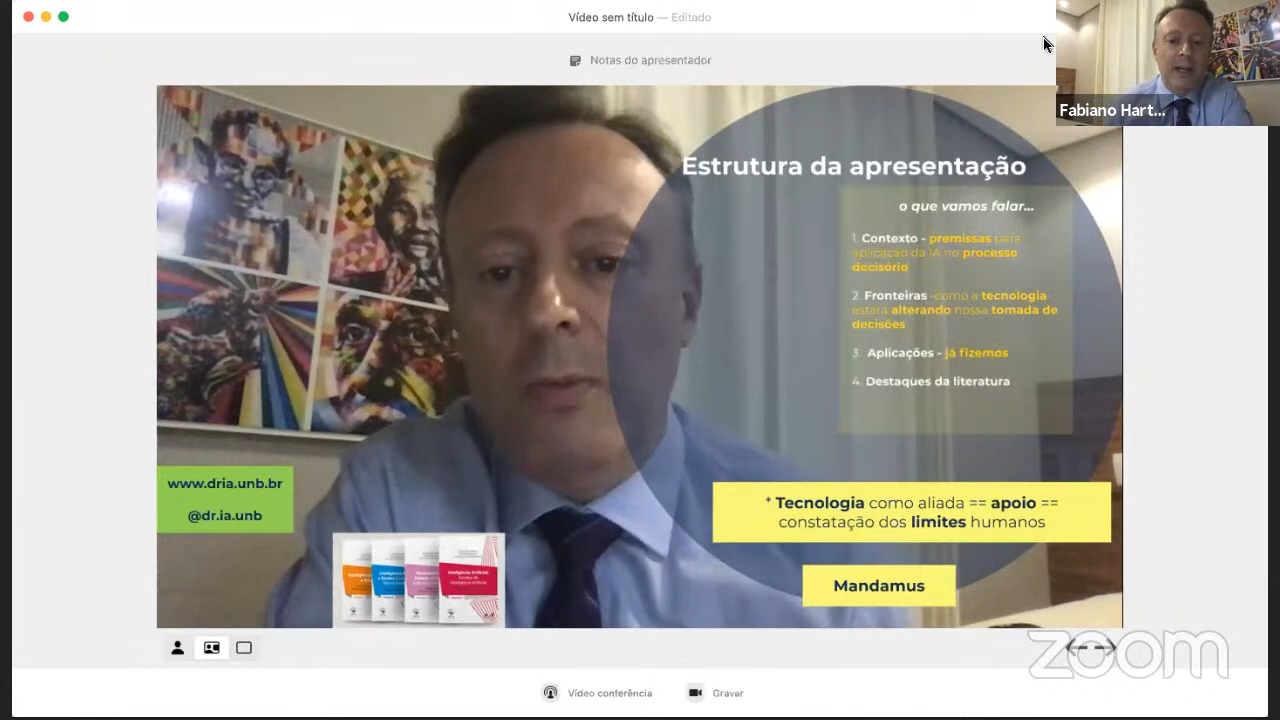 Vídeo sem título — Editado
Notas do apresentador
Fabiano Hart...
Estrutura da apresentação
o que vamos falar...
1. Contexto - premissas para
aplicação da IA no processo
decisório
2. Fronteiras -como a tecnologia
estará alterando nossa tomada de
decisões
3. Aplicações - já fizemos
4. Destaques da literatura
www.dria.unb.br
@dr.ia.unb
* Tecnologia como aliada == apoio ==
constatação dos limites humanos
Mandamus
Inteligência Artificial
zoom
Vídeo conferência
Gravar